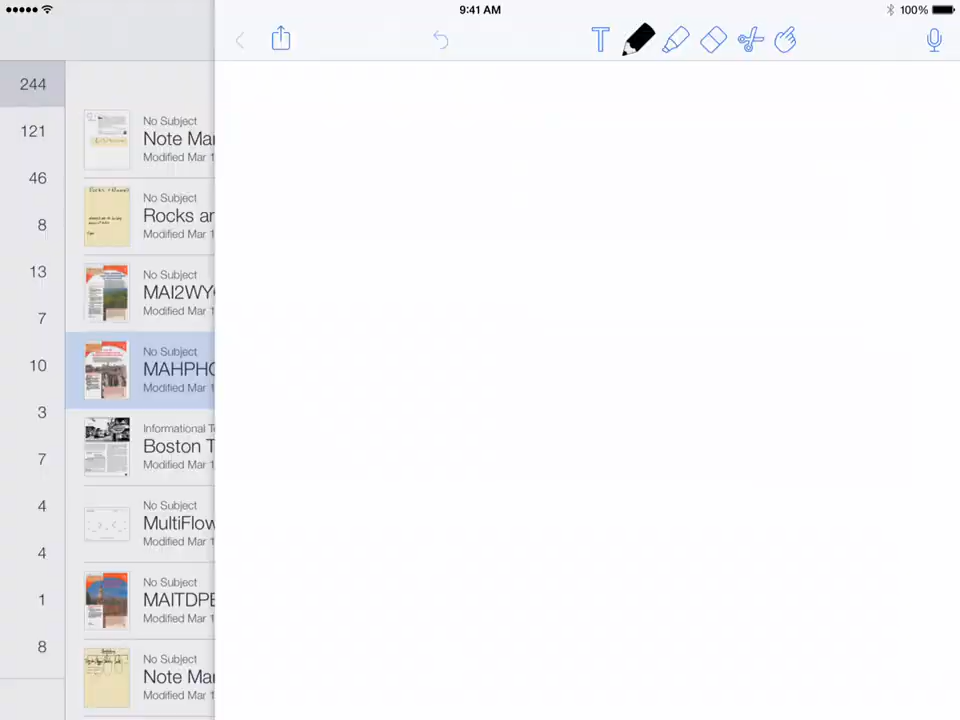 9:41 AM
100%
T
244
121
46
8
13
7
10
3
7
4
4
1
8
No Subject
Note Ma
Modified Mar 1
No Subject
Rocks ar
Modified Mar 1
No Subject
MAI2WY
Modified Mar 1
No Subject
MAHPH
Modified Mar 1
Informational T
Boston T
Modified Mar 1
No Subject
MultiFlow
Modified Mar 1
No Subject
MAITDPE
Modified Mar 1
No Subject
Note Ma
Modified Mar 1